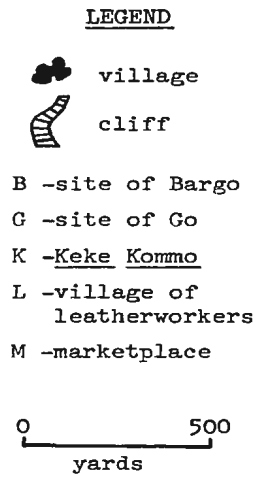 LEGEND
village
cliff
B -site of Bargo
G -site of Go
K -Keke Kommo
L -village of
leatherworkers
M -marketplace
0 500
yards